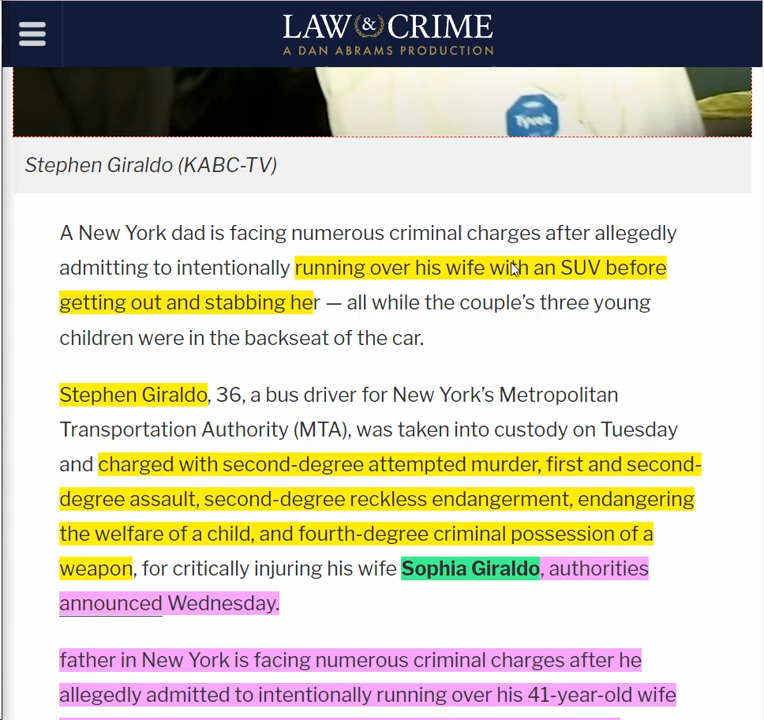 LAW & CRIME
A DAN ABRAMS PRODUCTION
Tyvek
Stephen Giraldo (KABC-TV)
A New York dad is facing numerous criminal charges after allegedly
admitting to intentionally running over his wife with an SUV before
getting out and stabbing her — all while the couple's three young
children were in the backseat of the car.
Stephen Giraldo, 36, a bus driver for New York's Metropolitan
Transportation Authority (MTA), was taken into custody on Tuesday
and charged with second-degree attempted murder, first and second-
degree assault, second-degree reckless endangerment, endangering
the welfare of a child, and fourth-degree criminal possession of a
weapon, for critically injuring his wife Sophia Giraldo, authorities
announced Wednesday.
father in New York is facing numerous criminal charges after he
allegedly admitted to intentionally running over his 41-year-old wife